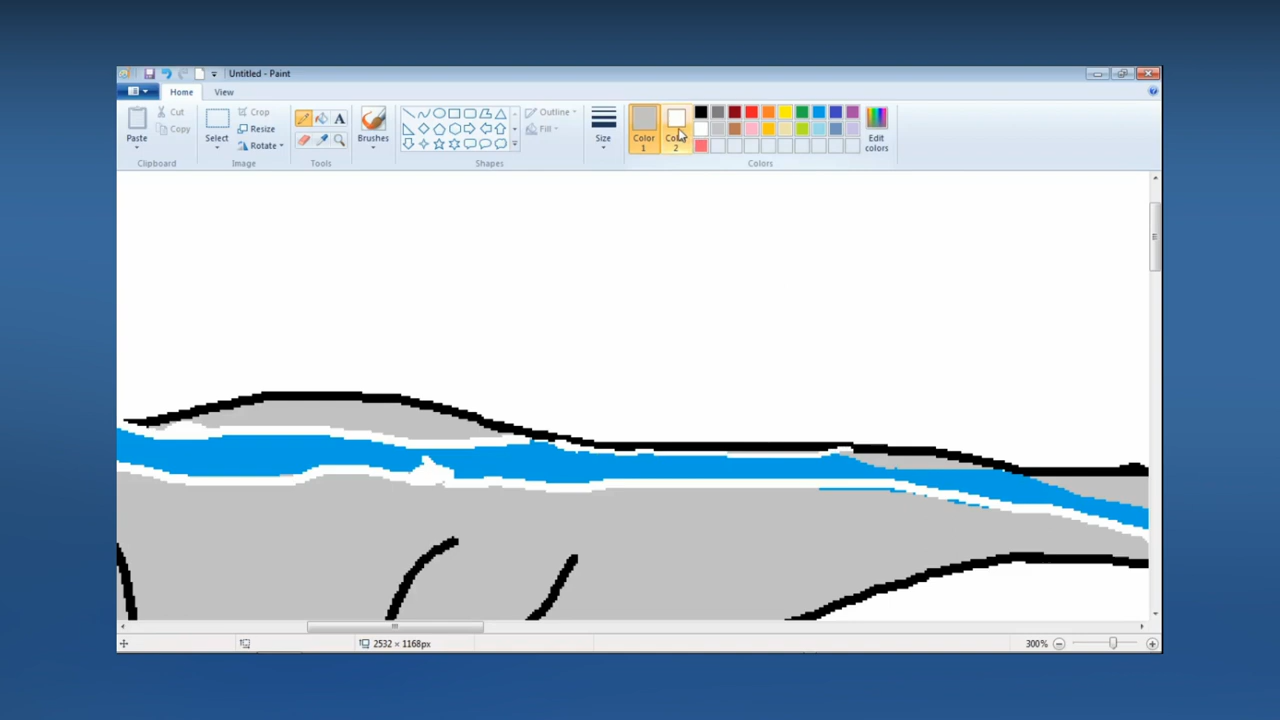 Untitled - Paint
Home View
Paste
Cut
Copy
Clipboard
Select
Crop
Resize
Rotate
Image
A
Tools
Brushes
Outline
Fill
Shapes
Size
Color 1
Color 2
Edit colors
Colors
2532 × 1168px
300%